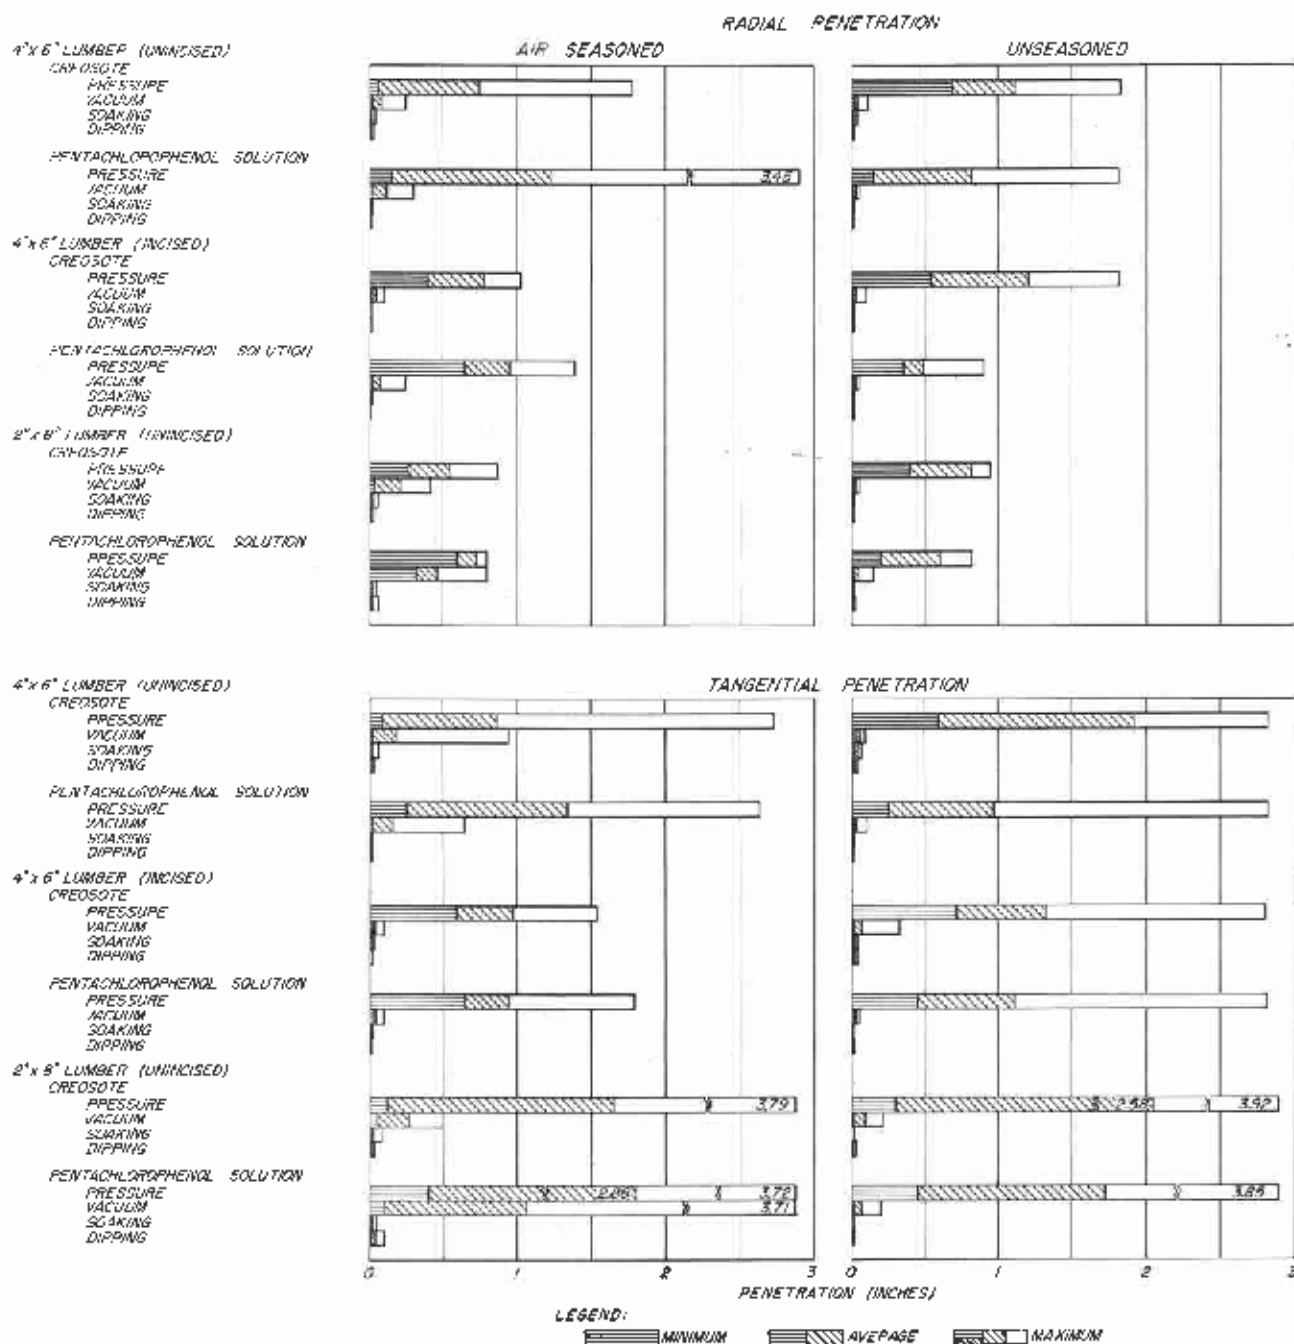 RADIAL PENETRATION
AIR SEASONED UNSEASONED
4"x 6" LUMBER (UNINCISED)
CREOSOTE
PRESSURE
VACUUM
SOAKING
DIPPING
PENTACHLOROPHENOL SOLUTION
PRESSURE 3.45
VACUUM
SOAKING
DIPPING
4"x 6" LUMBER (INCISED)
CREOSOTE
PRESSURE
VACUUM
SOAKING
DIPPING
PENTACHLOROPHENOL SOLUTION
PRESSURE
VACUUM
SOAKING
DIPPING
2"x 8" LUMBER (UNINCISED)
CREOSOTE
PRESSURE
VACUUM
SOAKING
DIPPING
PENTACHLOROPHENOL SOLUTION
PRESSURE
VACUUM
SOAKING
DIPPING
TANGENTIAL PENETRATION
4"x 6" LUMBER (UNINCISED)
CREOSOTE
PRESSURE
VACUUM
SOAKING
DIPPING
PENTACHLOROPHENOL SOLUTION
PRESSURE
VACUUM
SOAKING
DIPPING
4"x 6" LUMBER (INCISED)
CREOSOTE
PRESSURE
VACUUM
SOAKING
DIPPING
PENTACHLOROPHENOL SOLUTION
PRESSURE
VACUUM
SOAKING
DIPPING
2"x 8" LUMBER (UNINCISED)
CREOSOTE
PRESSURE 3.79 3.92
VACUUM
SOAKING
DIPPING
PENTACHLOROPHENOL SOLUTION
PRESSURE 3.72 3.85
VACUUM 3.71
SOAKING
DIPPING
0 1 2 3 0 1 2 3
PENETRATION (INCHES)
LEGEND:
MINIMUM AVERAGE MAXIMUM